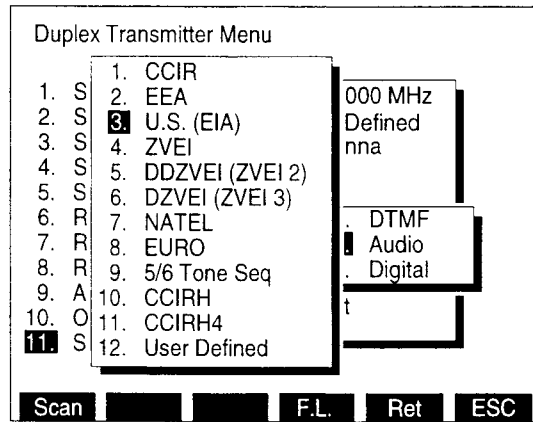 Duplex Transmitter Menu
1. CCIR
2. EEA
3. U.S. (EIA)
4. ZVEI
5. DDZVEI (ZVEI 2)
6. DZVEI (ZVEI 3)
7. NATEL
8. EURO
9. 5/6 Tone Seq
10. CCIRH
11. CCIRH4
12. User Defined
1. S
2. S
3. S
4. S
5. S
6. R
7. R
8. R
9. A
10. O
11. S
000 MHz
Defined
nna
. DTMF
. Audio
. Digital
t
Scan
F.L.
Ret
ESC